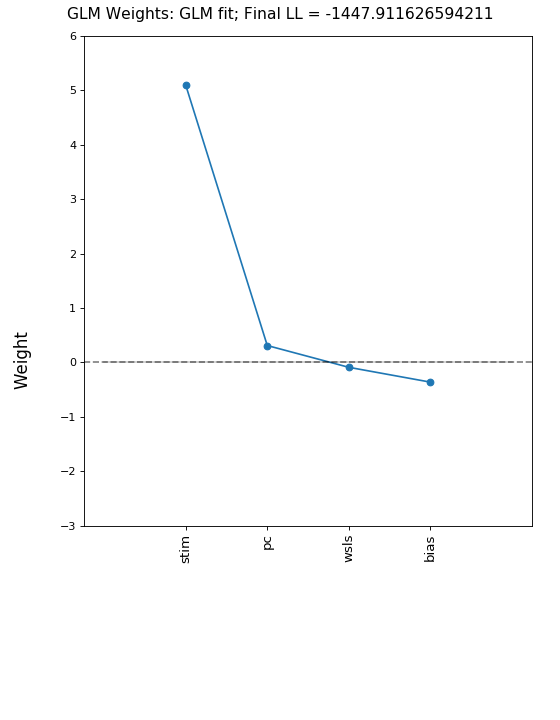 GLM Weights: GLM fit; Final LL = -1447.911626594211
6
5
4
3
2
1
0
−1
−2
−3
Weight
stim
pc
wsls
bias